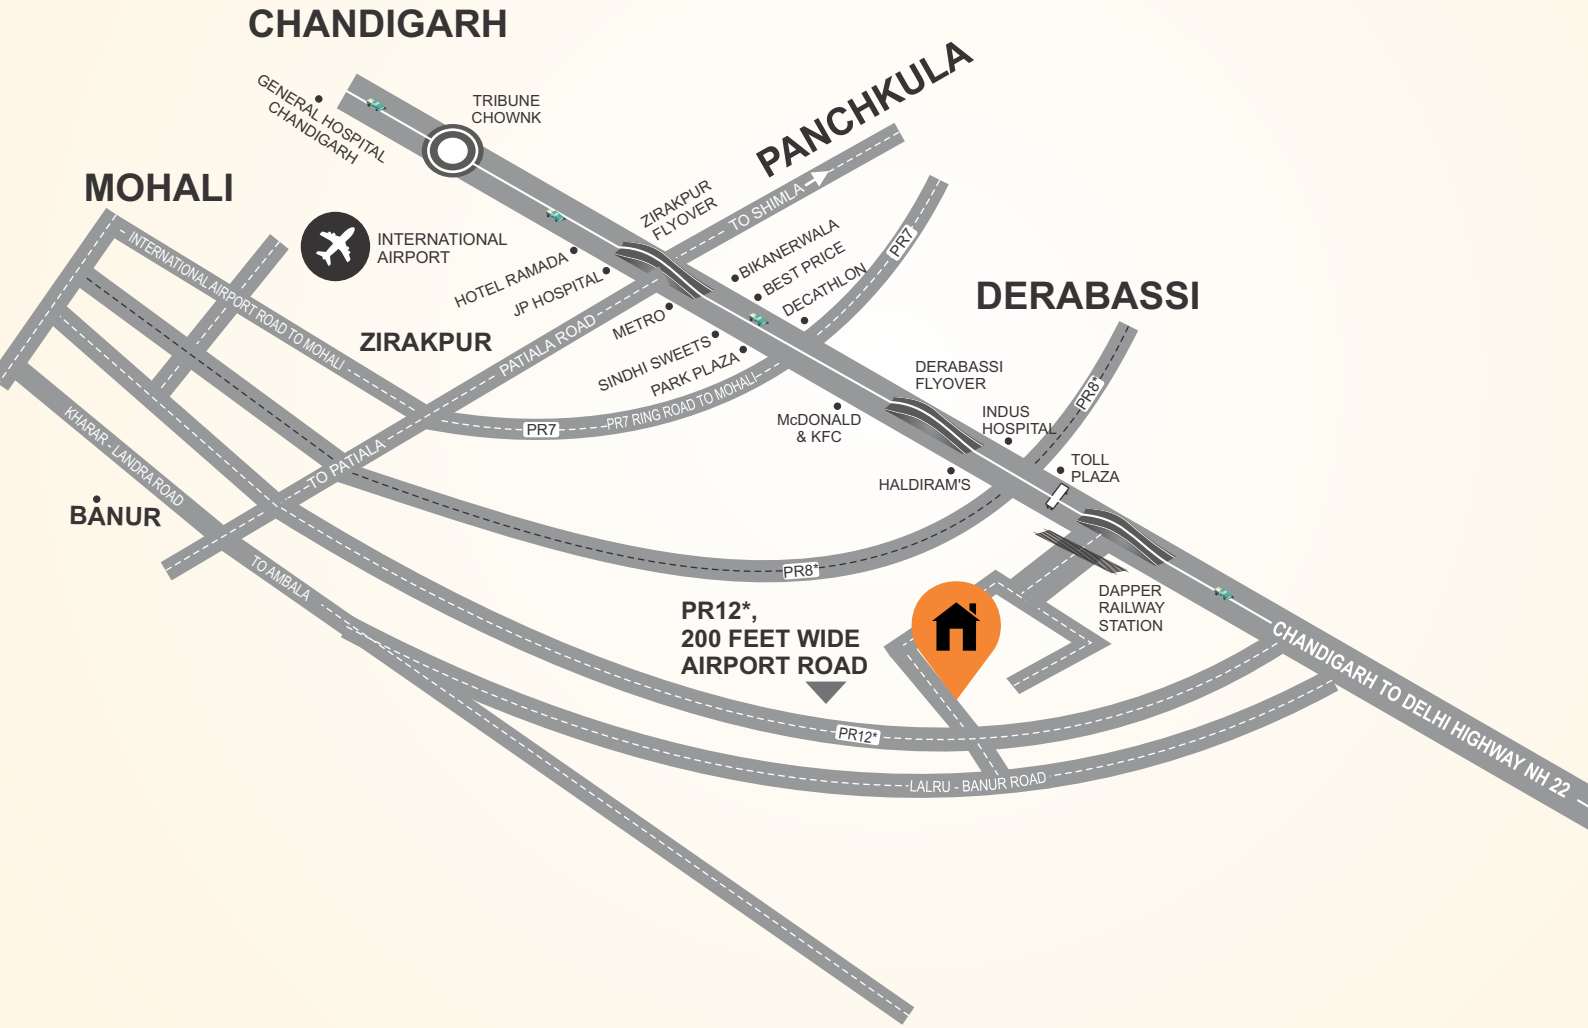 CHANDIGARH
PANCHKULA
TRIBUNE
CHOWNK
GENERAL HOSPITAL
CHANDIGARH
MOHALI
INTERNATIONAL
AIRPORT
ZIRAKPUR
FLYOVER
TO SHIMLA
BIKANERWALA
BEST PRICE
DECATHLON
PR7
HOTEL RAMADA
JP HOSPITAL
METRO
SINDHI SWEETS
PARK PLAZA
INTERNATIONAL AIRPORT ROAD TO MOHALI
ZIRAKPUR
PATIALA ROAD
DERABASSI
DERABASSI
FLYOVER
PR8*
PR7
PR7 RING ROAD TO MOHALI
McDONALD
& KFC
INDUS
HOSPITAL
HALDIRAM'S
TOLL
PLAZA
KHARAR - LANDRA ROAD
TO PATIALA
BANUR
TO AMBALA
PR8*
DAPPER
RAILWAY
STATION
PR12*,
200 FEET WIDE
AIRPORT ROAD
PR12*
CHANDIGARH TO DELHI HIGHWAY NH 22
LALRU - BANUR ROAD